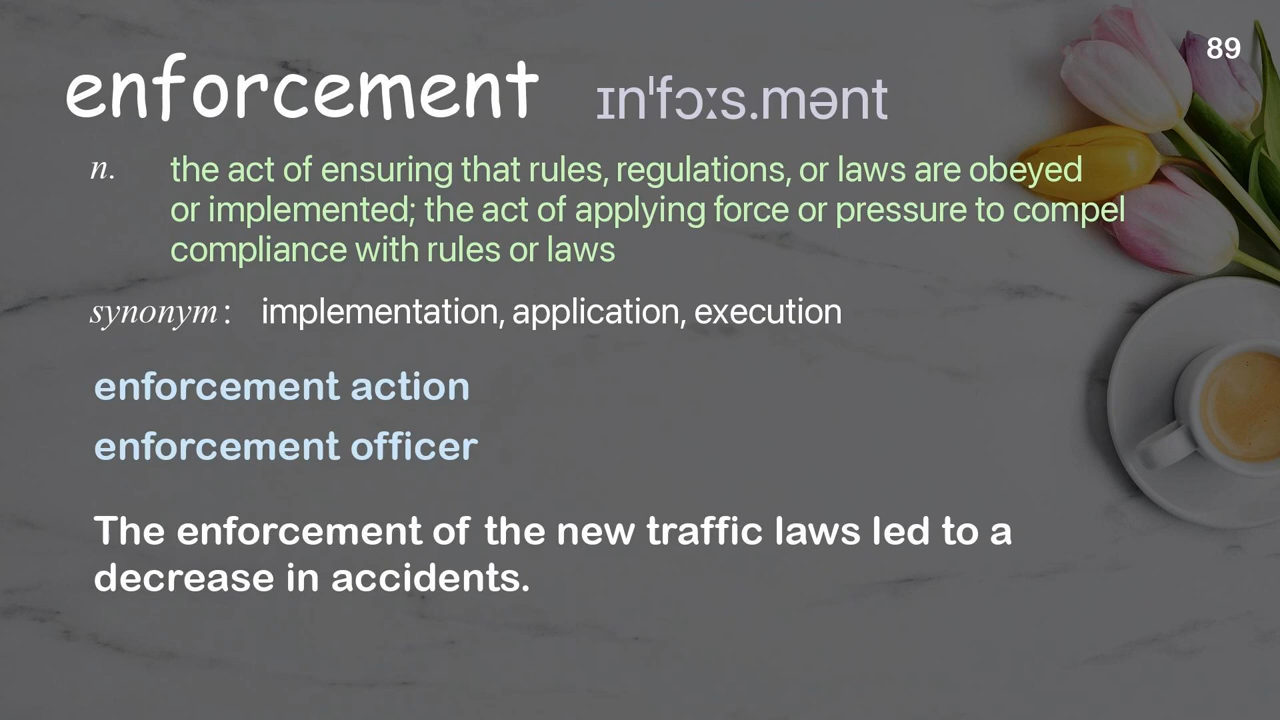 89
enforcement ɪnˈfɔːs.mənt
n. the act of ensuring that rules, regulations, or laws are obeyed
or implemented; the act of applying force or pressure to compel
compliance with rules or laws
synonym: implementation, application, execution
enforcement action
enforcement officer
The enforcement of the new traffic laws led to a
decrease in accidents.